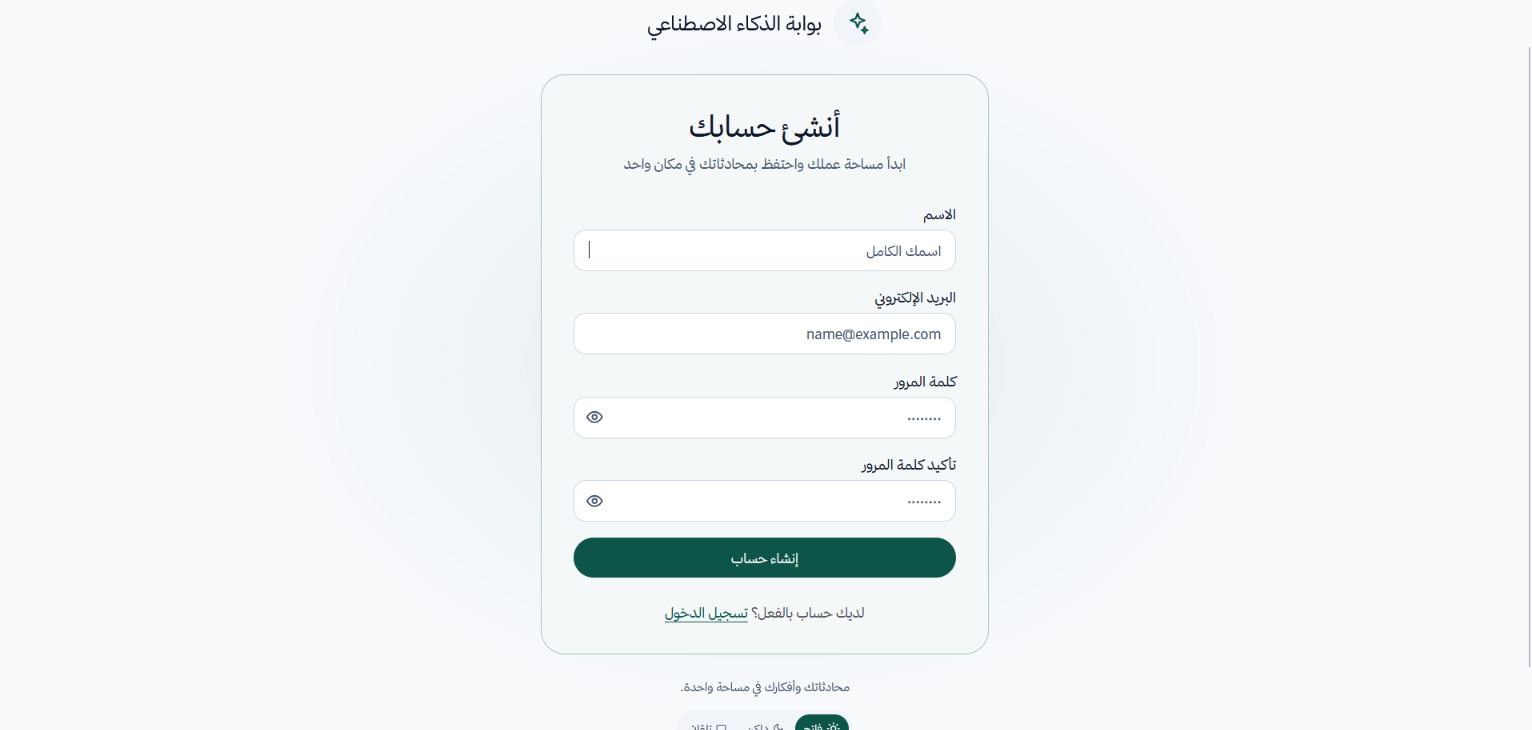 بوابة الذكاء الاصطناعي
أنشئ حسابك
ابدأ مساحة عملك واحتفظ بمحادثاتك في مكان واحد
الاسم
اسمك الكامل
البريد الإلكتروني
name@example.com
كلمة المرور
........
تأكيد كلمة المرور
........
إنشاء حساب
لديك حساب بالفعل؟ تسجيل الدخول
محادثاتك وأفكارك في مساحة واحدة.
فاتح داكن